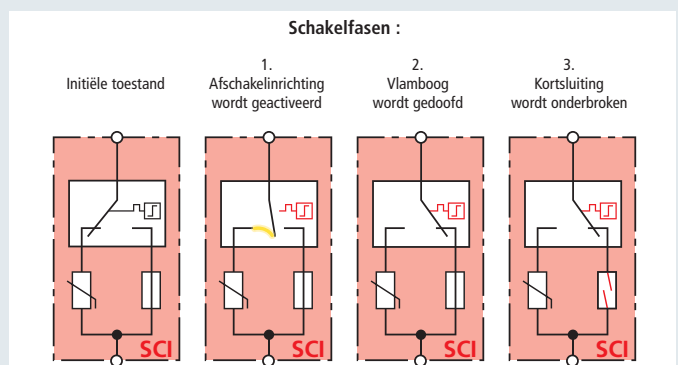 Schakelfasen :
Initiële toestand
1.
Afschakelinrichting
wordt geactiveerd
2.
Vlamboog
wordt gedoofd
3.
Kortsluiting
wordt onderbroken
SCI
SCI
SCI
SCI